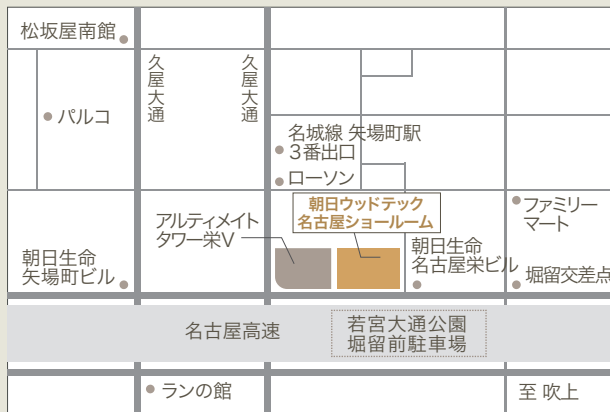 松坂屋南館
久屋大通
久屋大通
パルコ
名城線 矢場町駅
3番出口
ローソン
朝日ウッドテック
名古屋ショールーム
アルティメイト
タワー栄V
ファミリー
マート
朝日生命
矢場町ビル
朝日生命
名古屋栄ビル
堀留交差点
名古屋高速
若宮大通公園
堀留前駐車場
ランの館
至 吹上